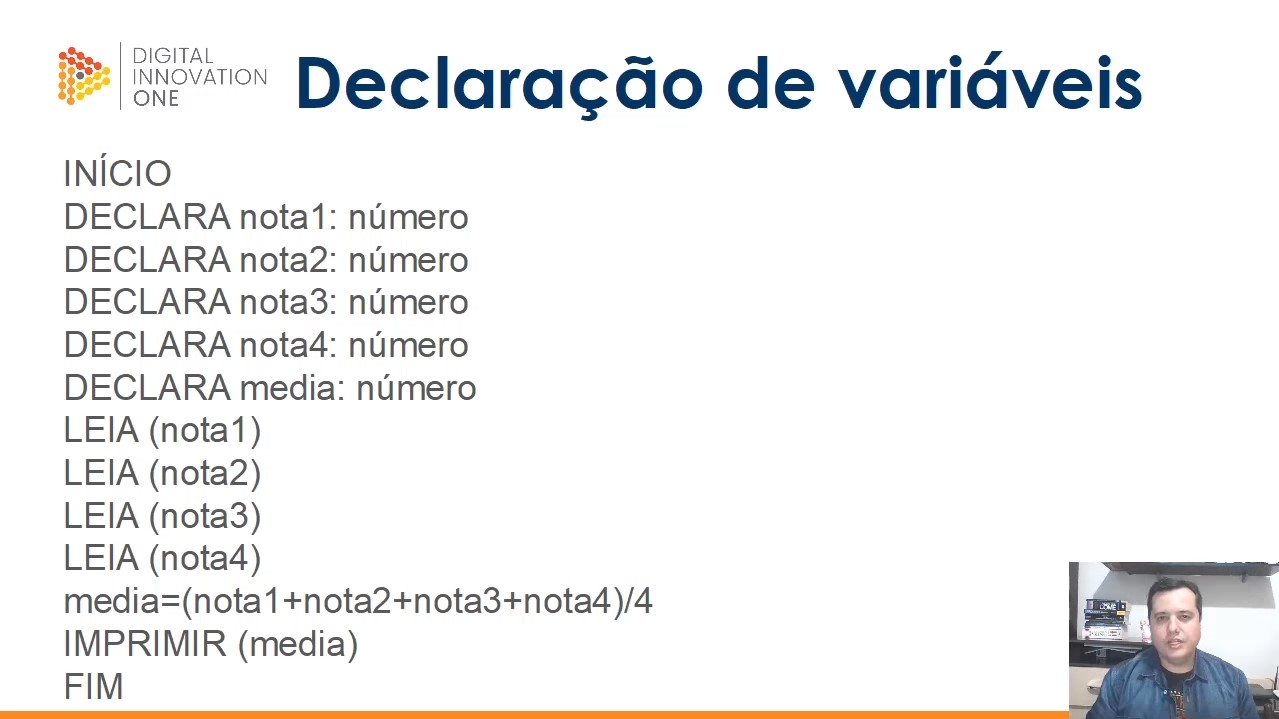 DIGITAL
INNOVATION
ONE
Declaração de variáveis
INÍCIO
DECLARA nota1: número
DECLARA nota2: número
DECLARA nota3: número
DECLARA nota4: número
DECLARA media: número
LEIA (nota1)
LEIA (nota2)
LEIA (nota3)
LEIA (nota4)
media=(nota1+nota2+nota3+nota4)/4
IMPRIMIR (media)
FIM